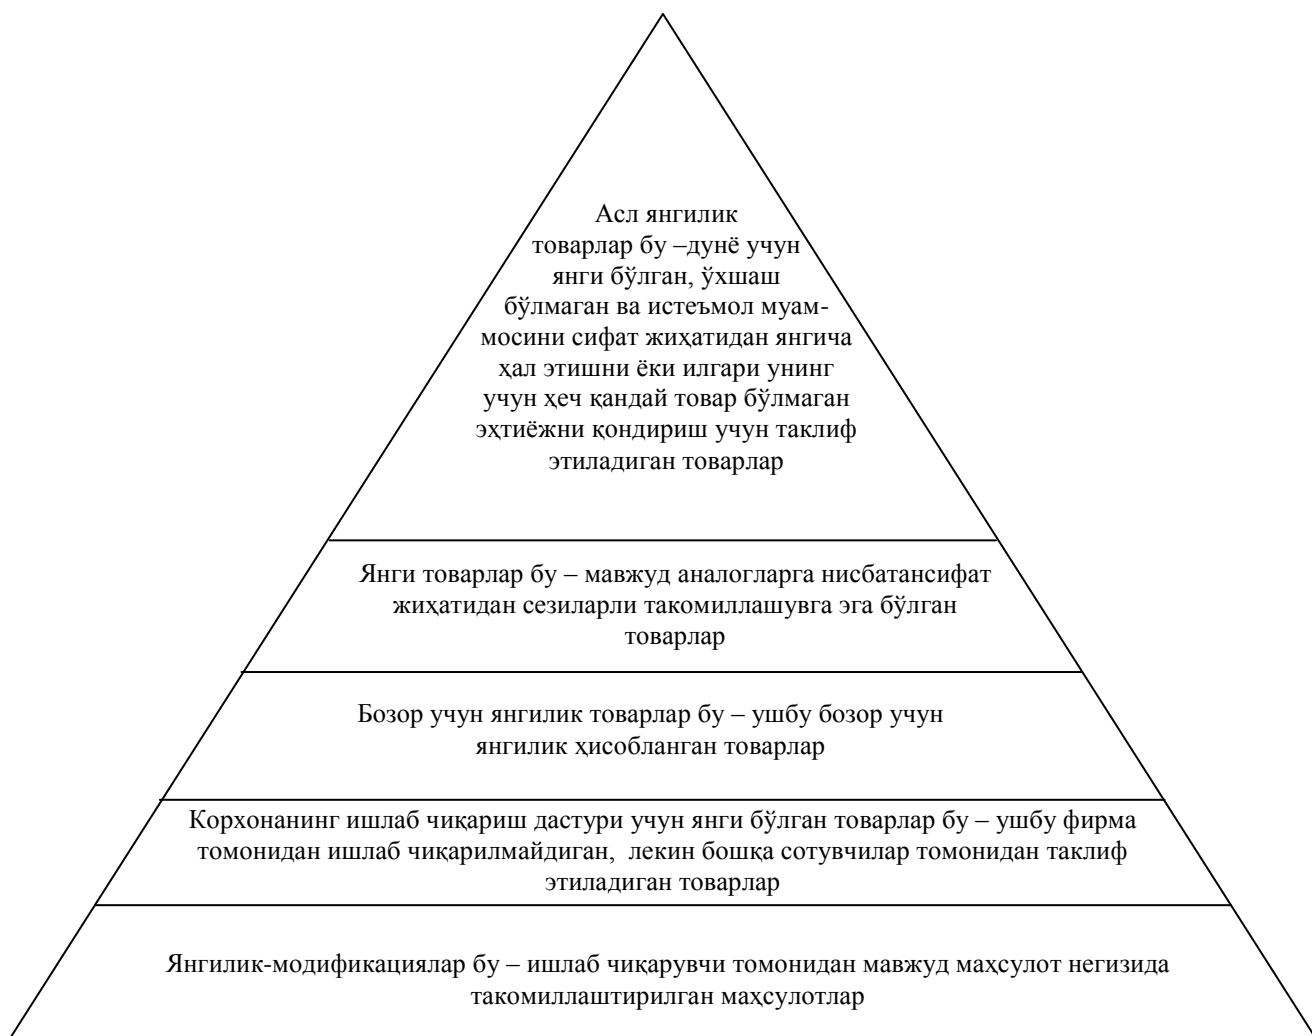 Асл янгилик
товарлар бу –дунё учун
янги бўлган, ўхшаш
бўлмаган ва истеъмол муам-
мосини сифат жиҳатидан янгича
ҳал этишни ёки илгари унинг
учун ҳеч қандай товар бўлмаган
эҳтиёжни қондириш учун таклиф
этиладиган товарлар
Янги товарлар бу – мавжуд аналогларга нисбатансифат
жиҳатидан сезиларли такомиллашувга эга бўлган
товарлар
Бозор учун янгилик товарлар бу – ушбу бозор учун
янгилик ҳисобланган товарлар
Корхонанинг ишлаб чиқариш дастури учун янги бўлган товарлар бу – ушбу фирма
томонидан ишлаб чиқарилмайдиган, лекин бошқа сотувчилар томонидан таклиф
этиладиган товарлар
Янгилик-модификациялар бу – ишлаб чиқарувчи томонидан мавжуд маҳсулот негизида
такомиллаштирилган маҳсулотлар